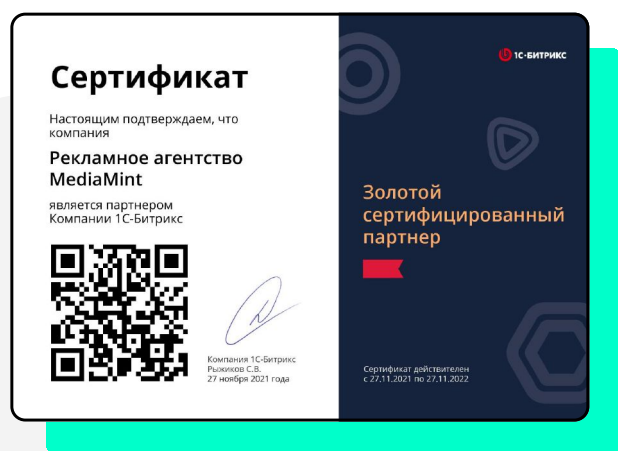 Сертификат
Настоящим подтверждаем, что
компания
Рекламное агентство
MediaMint
является партнером
Компании 1С-Битрикс
Компания 1С-Битрикс
Рыжиков С.В.
27 ноября 2021 года
1С-БИТРИКС
Золотой
сертифицированный
партнер
Сертификат действителен
с 27.11.2021 по 27.11.2022